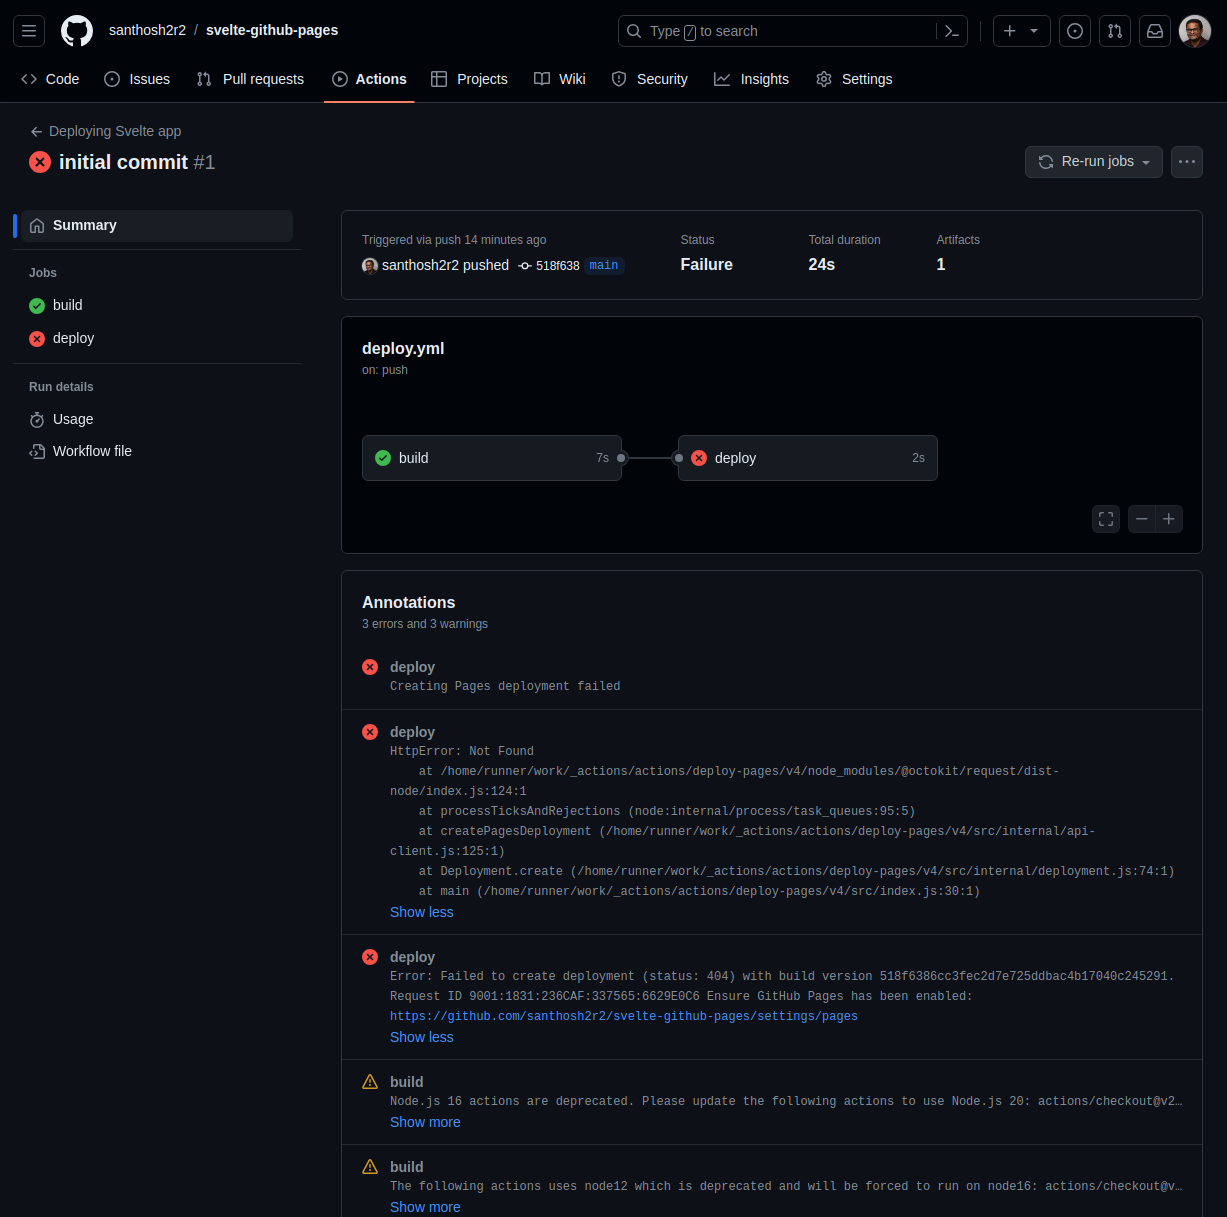 santhosh2r2 / svelte-github-pages
Type / to search
Code Issues Pull requests Actions Projects Wiki Security Insights Settings
Deploying Svelte app
initial commit #1
Re-run jobs
Summary
Jobs
build
deploy
Run details
Usage
Workflow file
Triggered via push 14 minutes ago
santhosh2r2 pushed 518f638 main
Status
Failure
Total duration
24s
Artifacts
1
deploy.yml
on: push
build 7s
deploy 2s
Annotations
3 errors and 3 warnings
deploy
Creating Pages deployment failed
deploy
HttpError: Not Found
at /home/runner/work/_actions/actions/deploy-pages/v4/node_modules/@octokit/request/dist-
node/index.js:124:1
at processTicksAndRejections (node:internal/process/task_queues:95:5)
at createPagesDeployment (/home/runner/work/_actions/actions/deploy-pages/v4/src/internal/api-
client.js:125:1)
at Deployment.create (/home/runner/work/_actions/actions/deploy-pages/v4/src/internal/deployment.js:74:1)
at main (/home/runner/work/_actions/actions/deploy-pages/v4/src/index.js:30:1)
Show less
deploy
Error: Failed to create deployment (status: 404) with build version 518f6386cc3fec2d7e725ddbac4b17040c245291.
Request ID 9001:1831:236CAF:337565:6629E0C6 Ensure GitHub Pages has been enabled:
https://github.com/santhosh2r2/svelte-github-pages/settings/pages
Show less
build
Node.js 16 actions are deprecated. Please update the following actions to use Node.js 20: actions/checkout@v2…
Show more
build
The following actions uses node12 which is deprecated and will be forced to run on node16: actions/checkout@v…
Show more